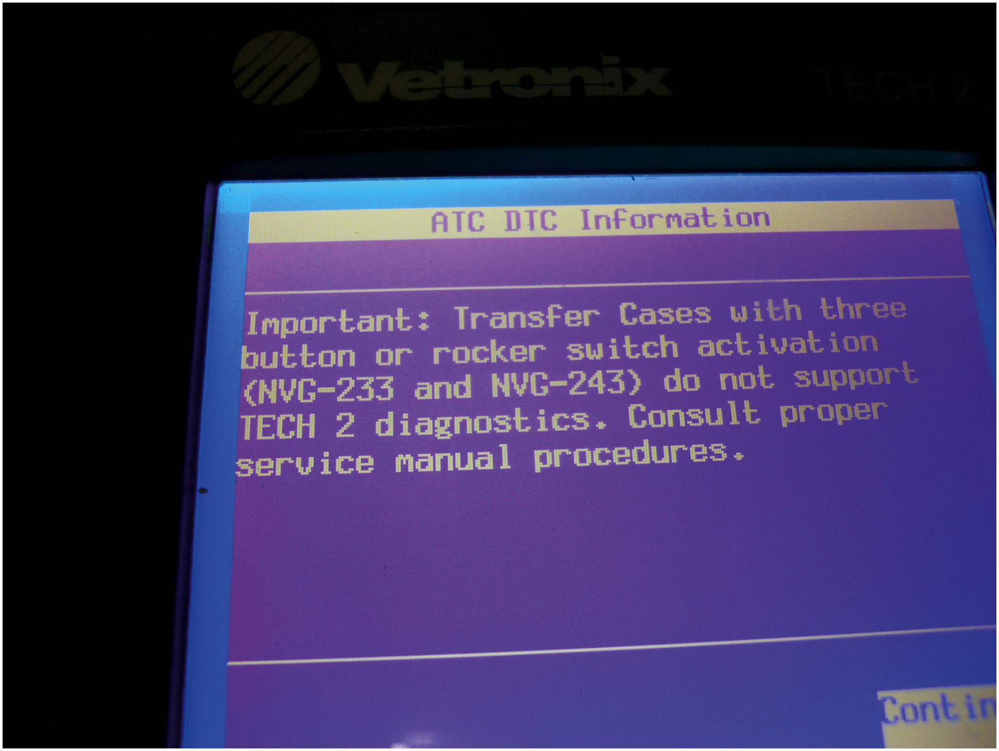 Vetronix TECH 2
ATC DTC Information
Important: Transfer Cases with three
button or rocker switch activation
(NVG-233 and NVG-243) do not support
TECH 2 diagnostics. Consult proper
service manual procedures.
Contin